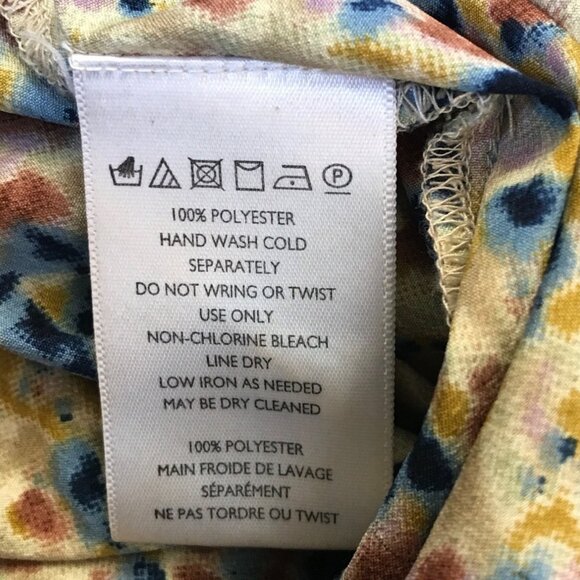 P
100% POLYESTER
HAND WASH COLD
SEPARATELY
DO NOT WRING OR TWIST
USE ONLY
NON-CHLORINE BLEACH
LINE DRY
LOW IRON AS NEEDED
MAY BE DRY CLEANED
100% POLYESTER
MAIN FROIDE DE LAVAGE
SÉPARÉMENT
NE PAS TORDRE OU TWIST